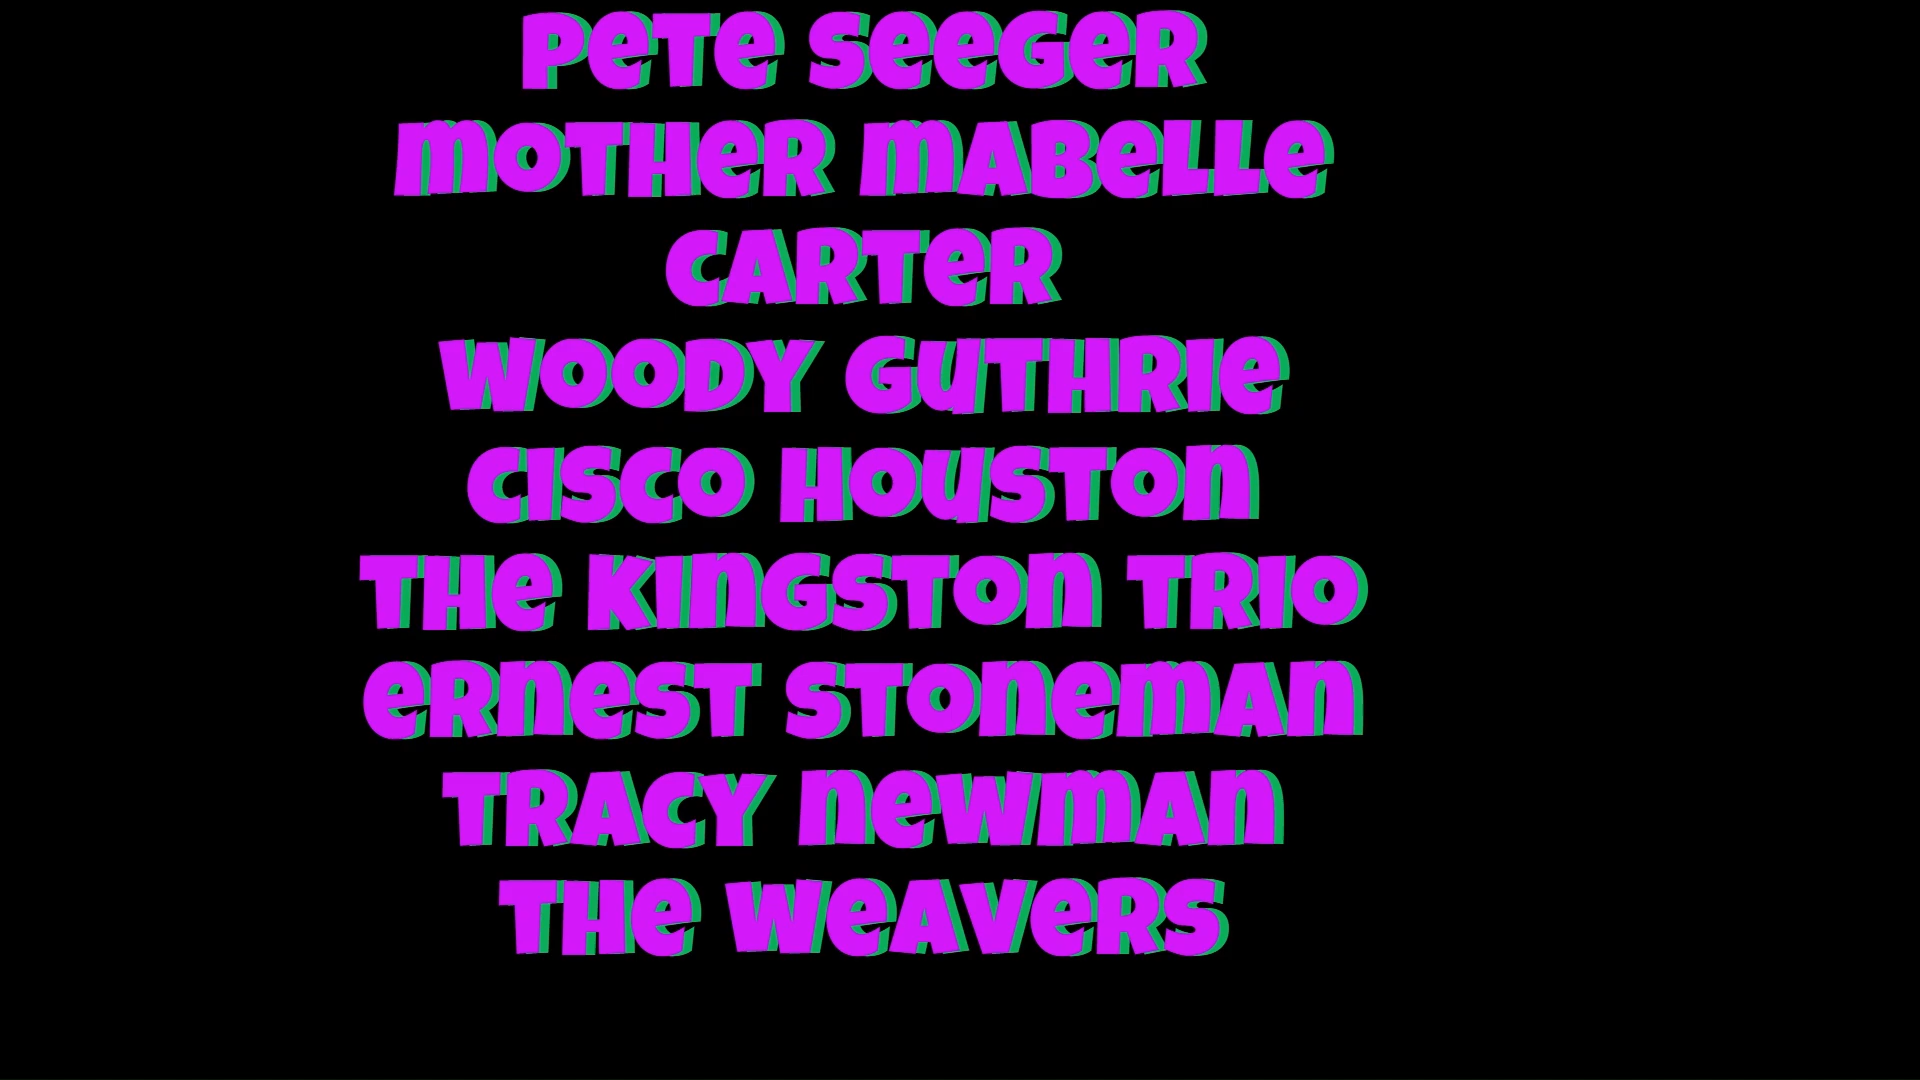 PETE SEEGER
MOTHER MABELLE
CARTER
WOODY GUTHRIE
CISCO HOUSTON
THE KINGSTON TRIO
ERNEST STONEMAN
TRACY NEWMAN
THE WEAVERS